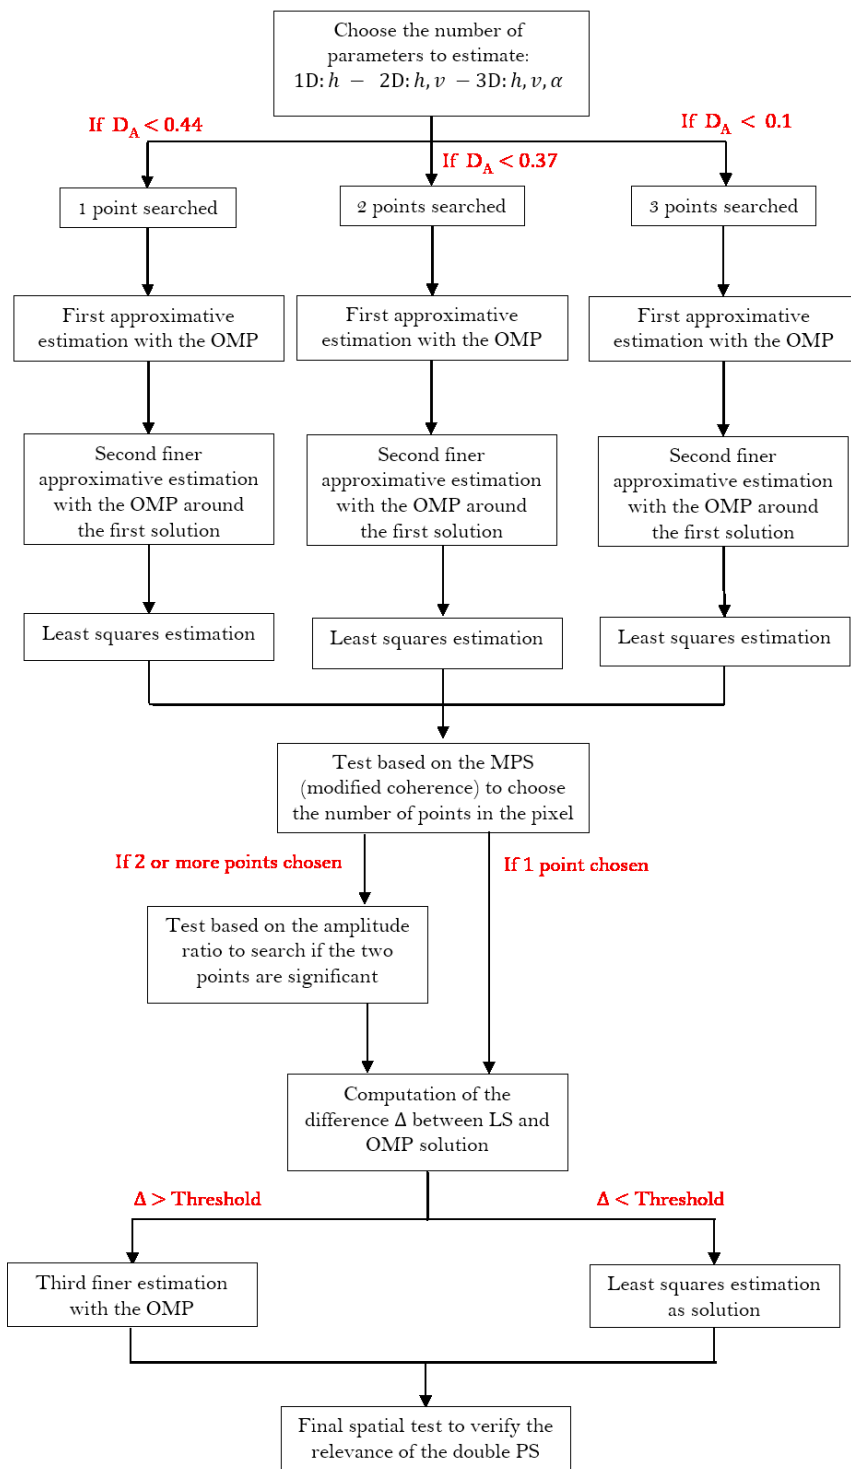 Choose the number of
parameters to estimate:
1D: h − 2D: h, v − 3D: h, v, α
If D_A < 0.44
If D_A < 0.37
If D_A < 0.1
1 point searched
2 points searched
3 points searched
First approximative
estimation with the OMP
First approximative
estimation with the OMP
First approximative
estimation with the OMP
Second finer
approximative estimation
with the OMP around
the first solution
Second finer
approximative estimation
with the OMP around
the first solution
Second finer
approximative estimation
with the OMP around
the first solution
Least squares estimation
Least squares estimation
Least squares estimation
Test based on the MPS
(modified coherence) to choose
the number of points in the pixel
If 2 or more points chosen
If 1 point chosen
Test based on the amplitude
ratio to search if the two
points are significant
Computation of the
difference Δ between LS and
OMP solution
Δ > Threshold
Δ < Threshold
Third finer estimation
with the OMP
Least squares estimation
as solution
Final spatial test to verify the
relevance of the double PS